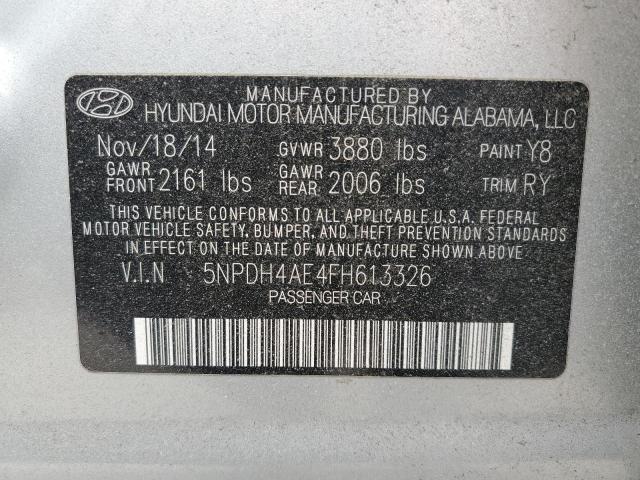 MANUFACTURED BY
HYUNDAI MOTOR MANUFACTURING ALABAMA, LLC
Nov/18/14 GVWR 3880 lbs PAINT Y8
GAWR FRONT 2161 lbs GAWR REAR 2006 lbs TRIM RY
THIS VEHICLE CONFORMS TO ALL APPLICABLE U.S.A. FEDERAL
MOTOR VEHICLE SAFETY, BUMPER, AND THEFT PREVENTION STANDARDS
IN EFFECT ON THE DATE OF MANUFACTURE SHOWN ABOVE.
V.I.N 5NPDH4AE4FH613326
PASSENGER CAR